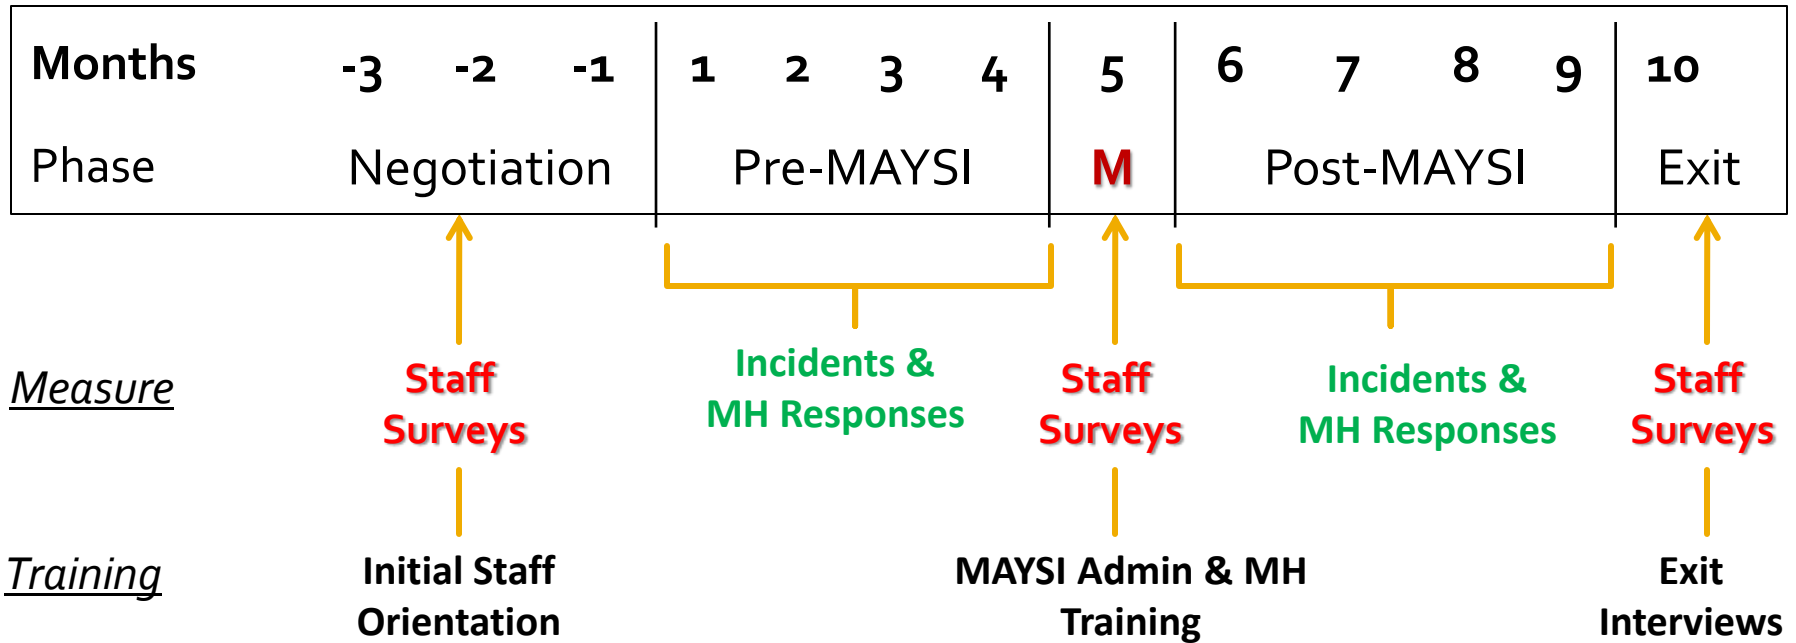 Months -3 -2 -1 1 2 3 4 5 6 7 8 9 10
Phase Negotiation Pre-MAYSI M Post-MAYSI Exit
Measure
Staff
Surveys
Incidents &
MH Responses
Staff
Surveys
Incidents &
MH Responses
Staff
Surveys
Training
Initial Staff
Orientation
MAYSI Admin & MH
Training
Exit
Interviews